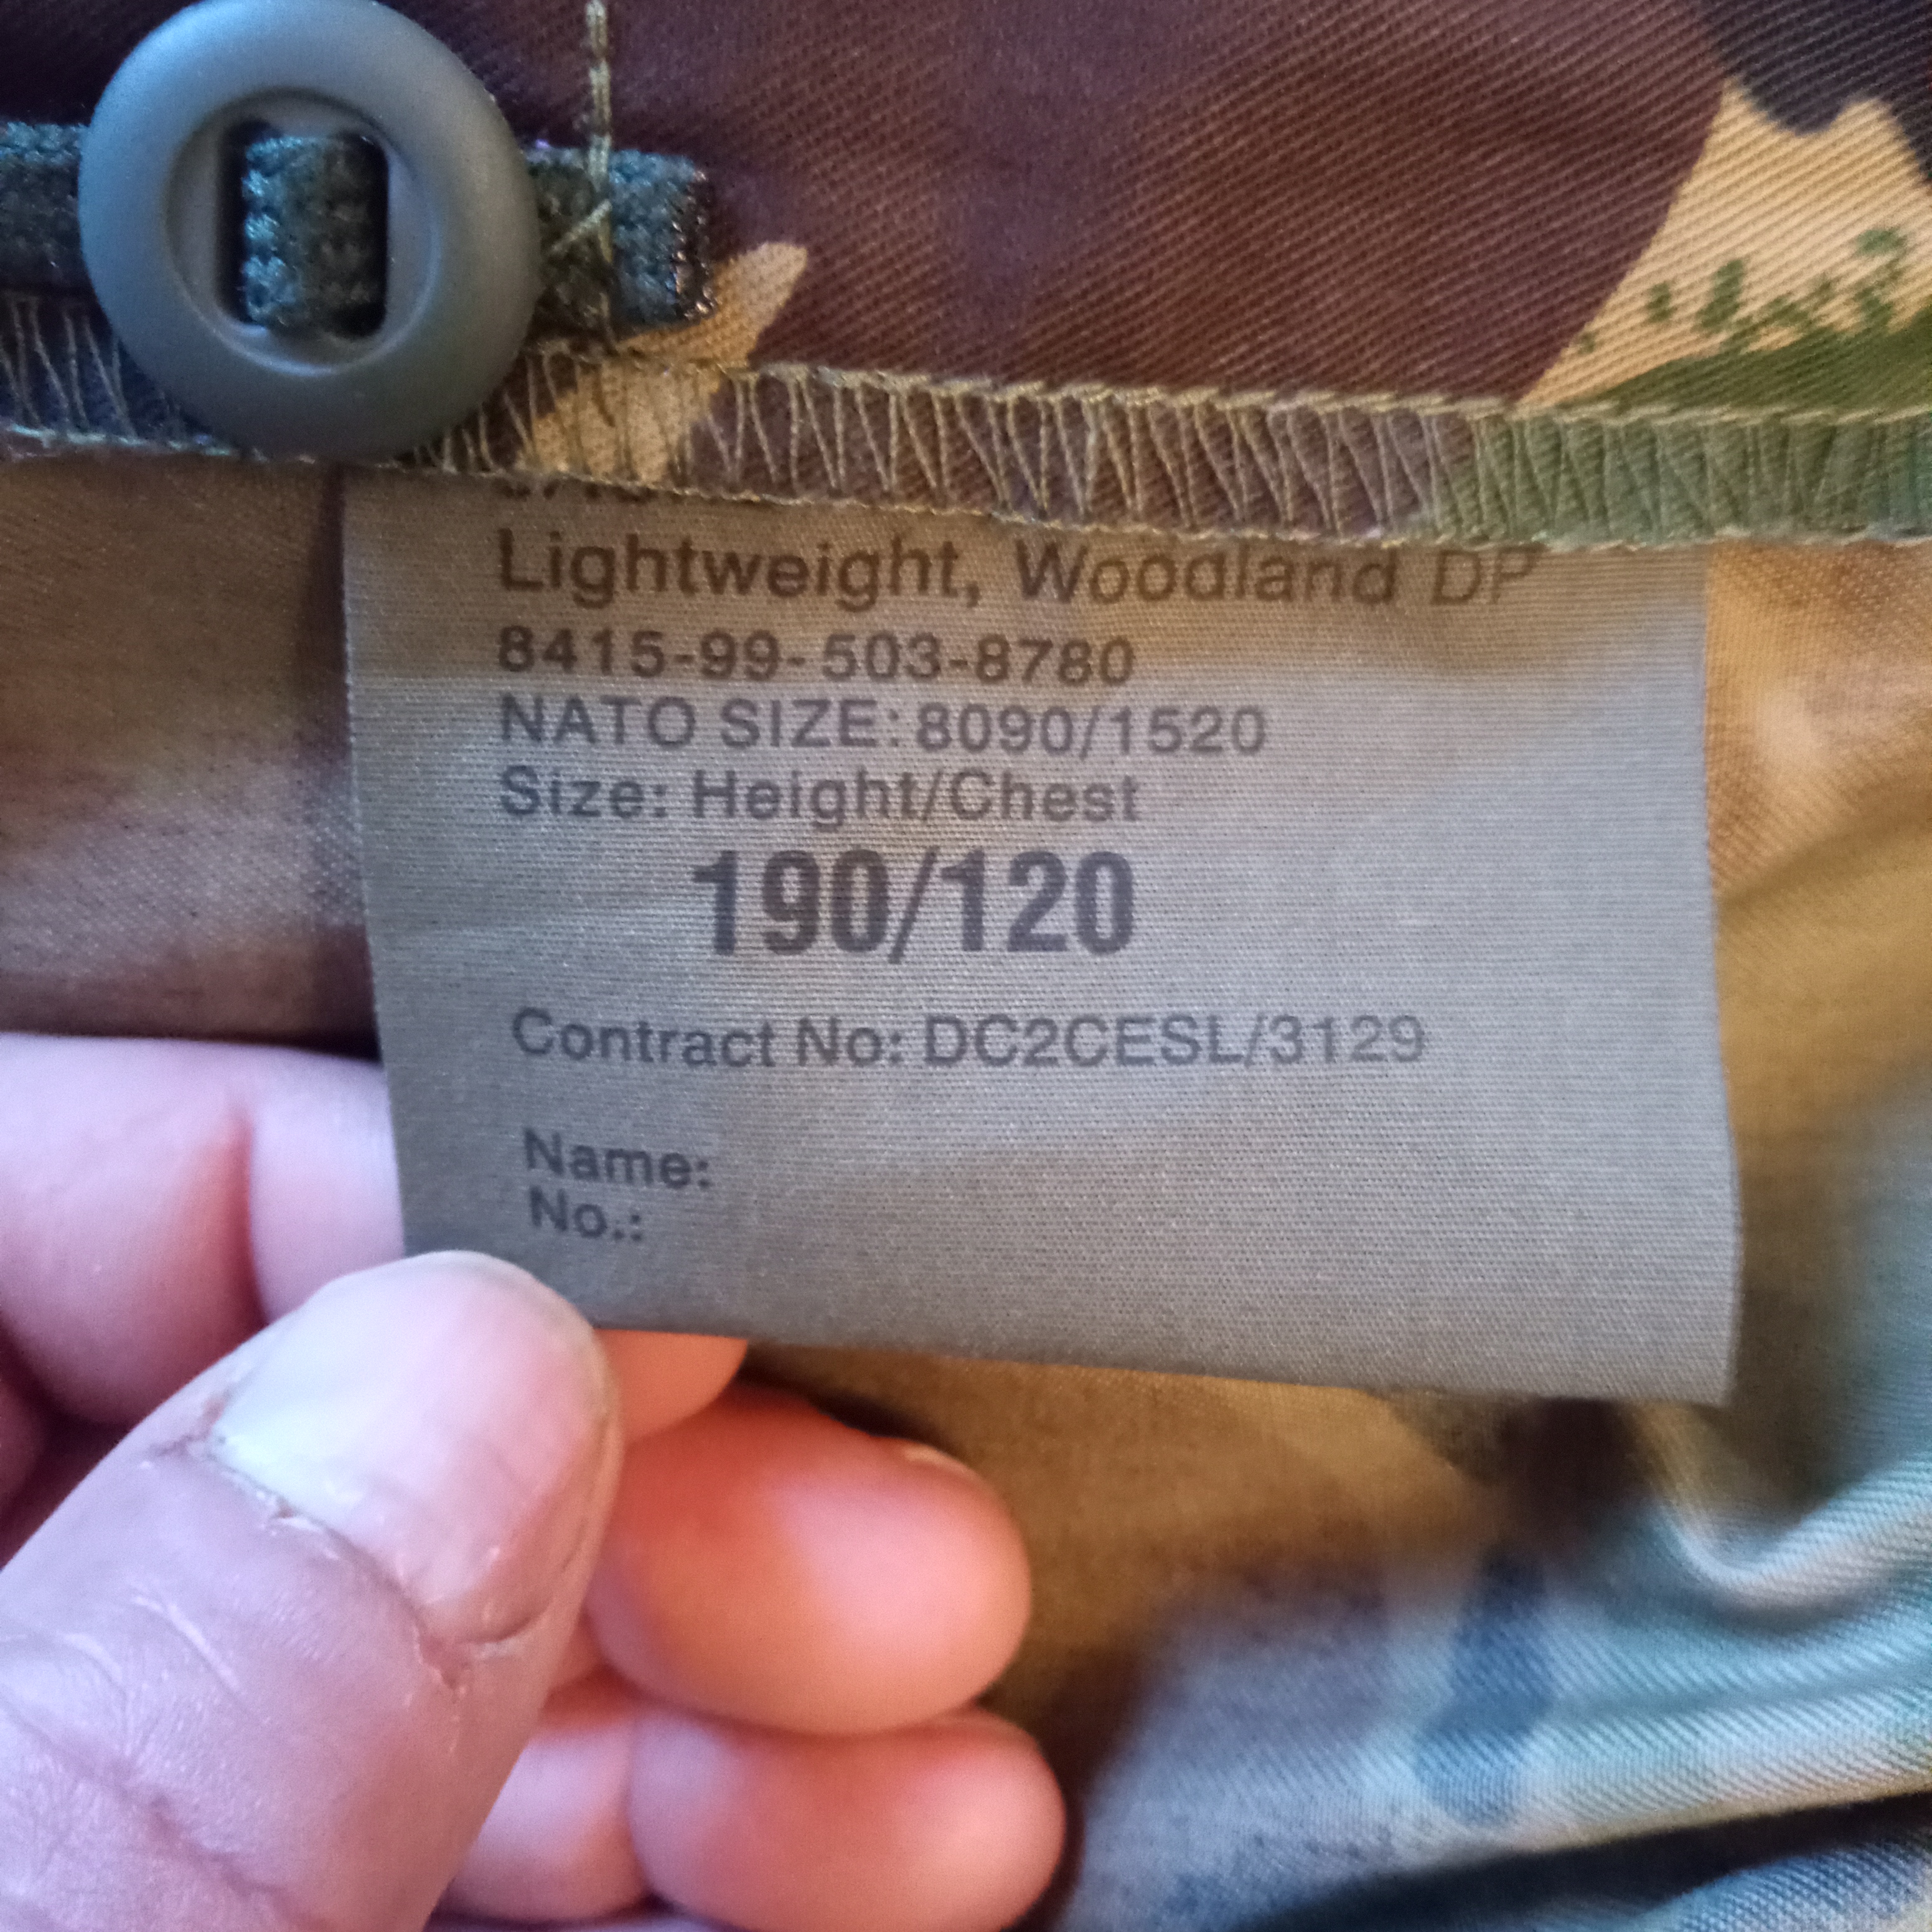 Lightweight, Woodland DP
8415-99-503-8780
NATO SIZE: 8090/1520
Size: Height/Chest
190/120
Contract No: DC2CESL/3129
Name:
No.: